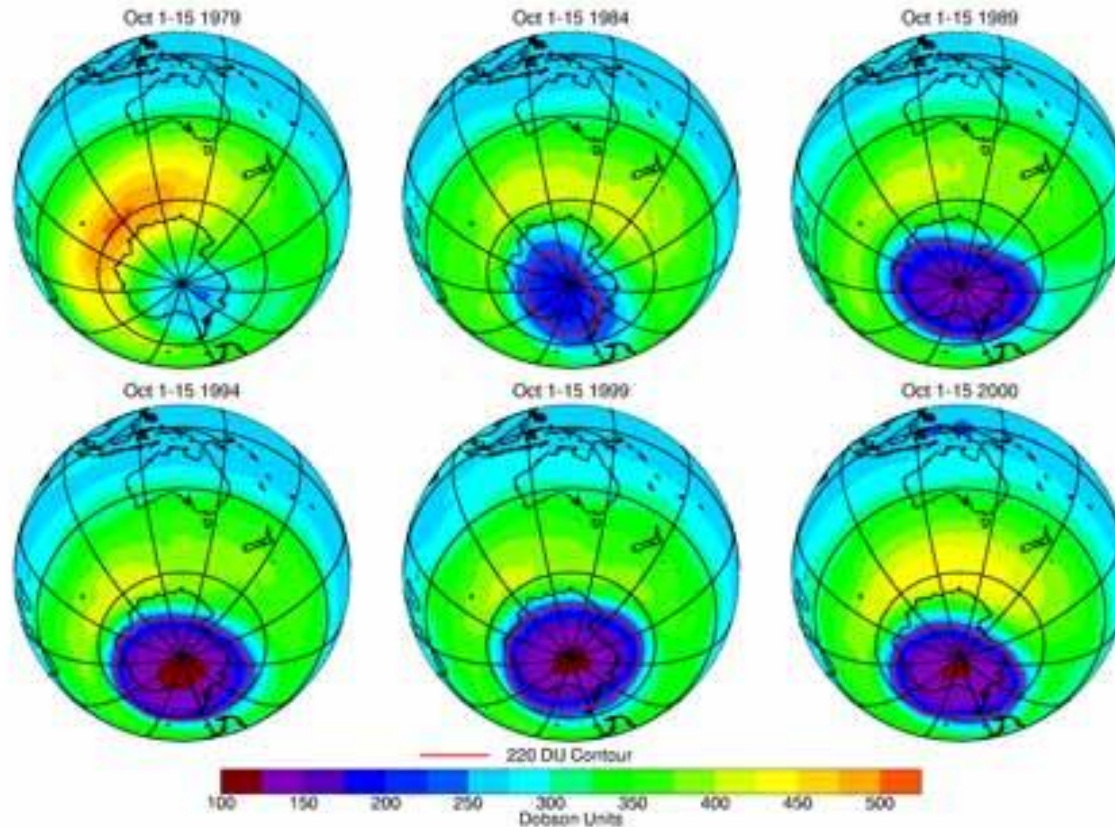 Oct 1-15 1979
Oct 1-15 1984
Oct 1-15 1989
Oct 1-15 1994
Oct 1-15 1999
Oct 1-15 2000
220 DU Contour
100 150 200 250 300 350 400 450 500
Dobson Units